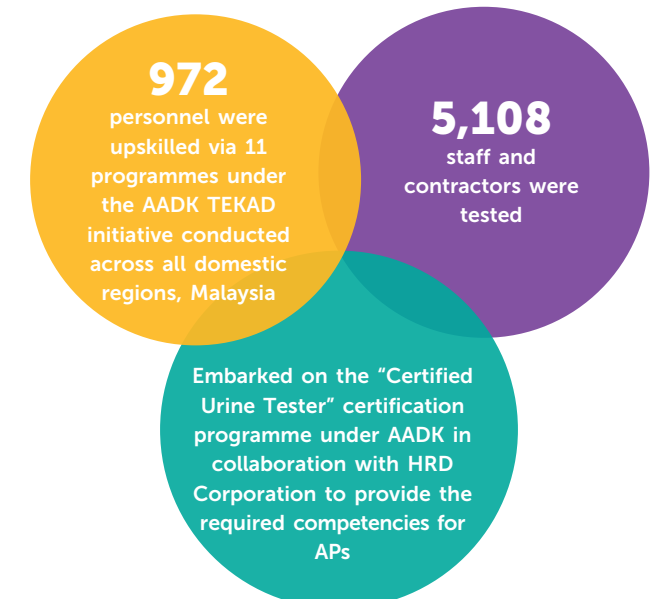 972
personnel were
upskilled via 11
programmes under
the AADK TEKAD
initiative conducted
across all domestic
regions, Malaysia
5,108
staff and
contractors were
tested
Embarked on the “Certified
Urine Tester” certification
programme under AADK in
collaboration with HRD
Corporation to provide the
required competencies for
APs